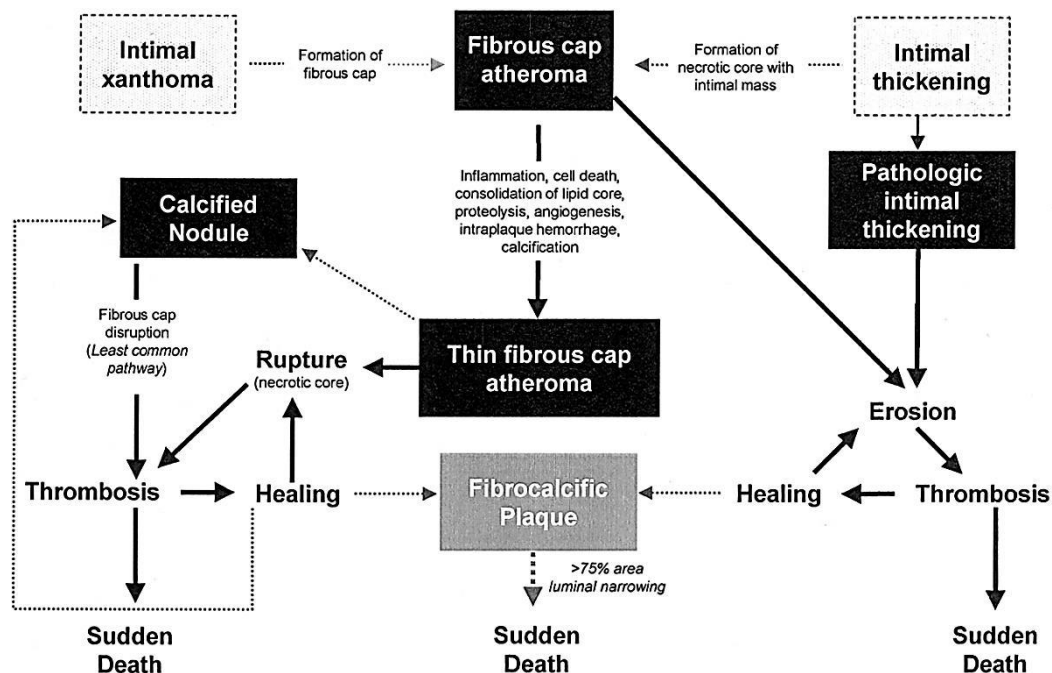 Intimal
xanthoma
Formation of
fibrous cap
Fibrous cap
atheroma
Formation of
necrotic core with
intimal mass
Intimal
thickening
Inflammation, cell death,
consolidation of lipid core,
proteolysis, angiogenesis,
intraplaque hemorrhage,
calcification
Pathologic
intimal
thickening
Calcified
Nodule
Fibrous cap
disruption
(Least common
pathway)
Rupture
(necrotic core)
Thin fibrous cap
atheroma
Erosion
Thrombosis
Healing
Fibrocalcific
Plaque
Healing
Thrombosis
>75% area
luminal narrowing
Sudden
Death
Sudden
Death
Sudden
Death